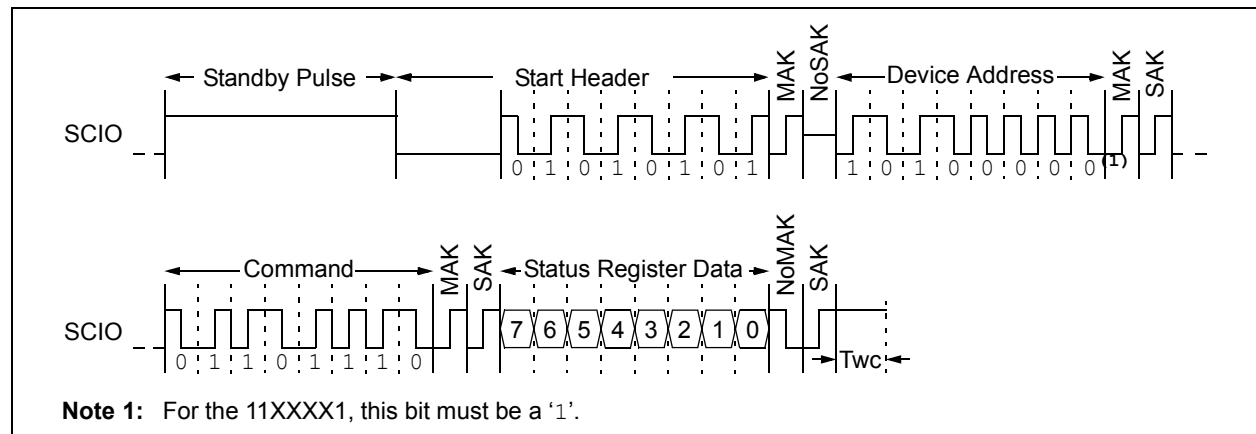 Standby Pulse Start Header MAK NoSAK Device Address MAK SAK
SCIO
0 1 0 1 0 1 0 1 1 0 1 0 0 0 0 0(1)
Command MAK SAK Status Register Data NoMAK SAK
SCIO 7 6 5 4 3 2 1 0
0 1 1 0 1 1 1 0 Twc
Note 1: For the 11XXXX1, this bit must be a ‘1’.